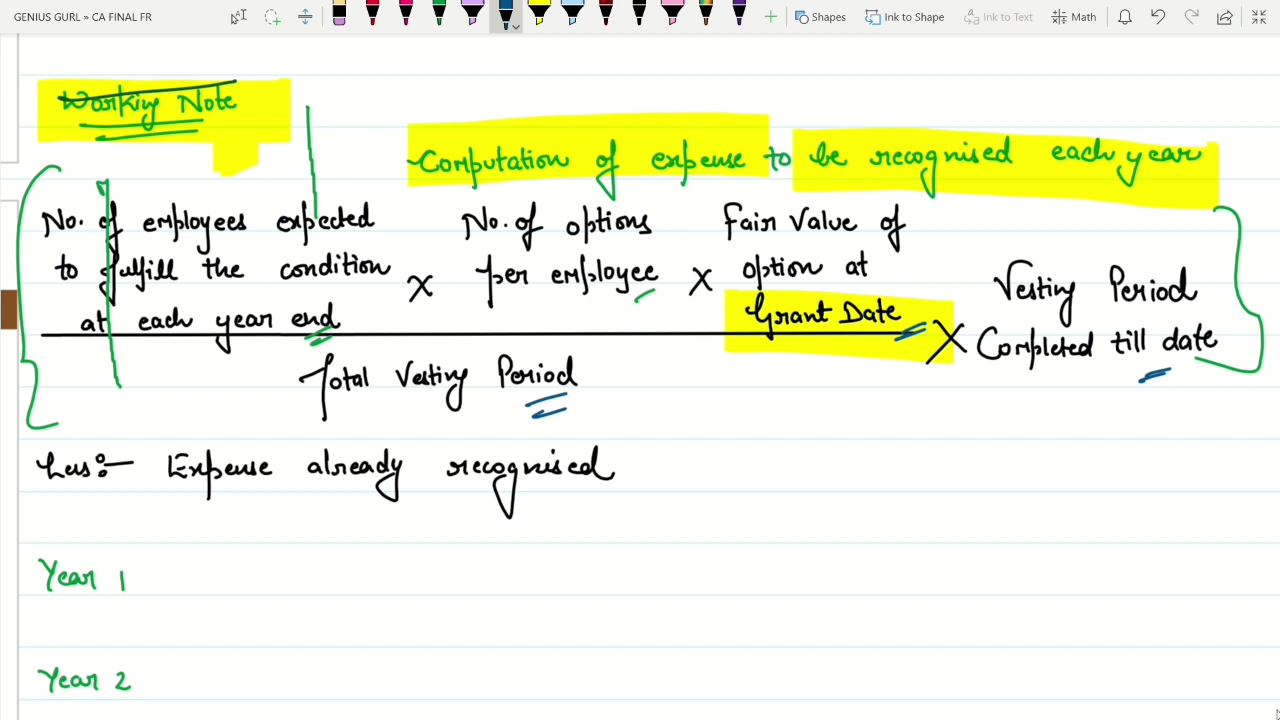 GENIUS GURL » CA FINAL FR
Shapes
Ink to Shape
Ink to Text
Math
Working Note
Computation of expense to be recognised each year
No. of employees expected to fulfill the condition at each year end
X
No. of options per employee
X
Fair Value of option at Grant Date
X
Vesting Period Completed till date
Total Vesting Period
Less:- Expense already recognised
Year 1
Year 2